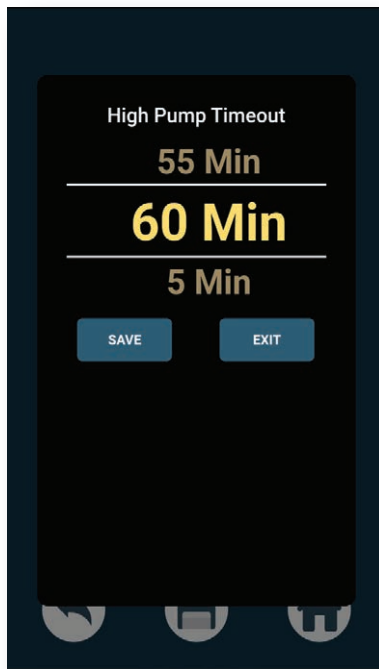 High Pump Timeout
55 Min
60 Min
5 Min
SAVE EXIT